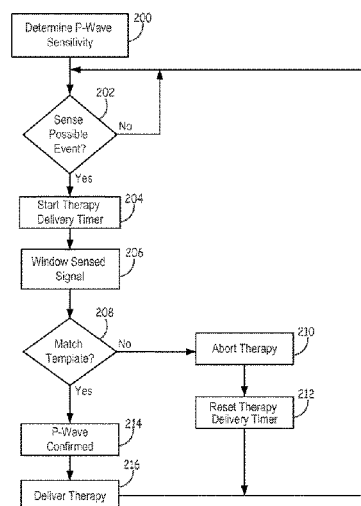 200
Determine P-Wave
Sensitivity
202
Sense
Possible
Event?
No
Yes
204
Start Therapy
Delivery Timer
206
Window Sensed
Signal
208
Match
Template?
No
Yes
210
Abort Therapy
212
Reset Therapy
Delivery Timer
214
P-Wave
Confirmed
216
Deliver Therapy